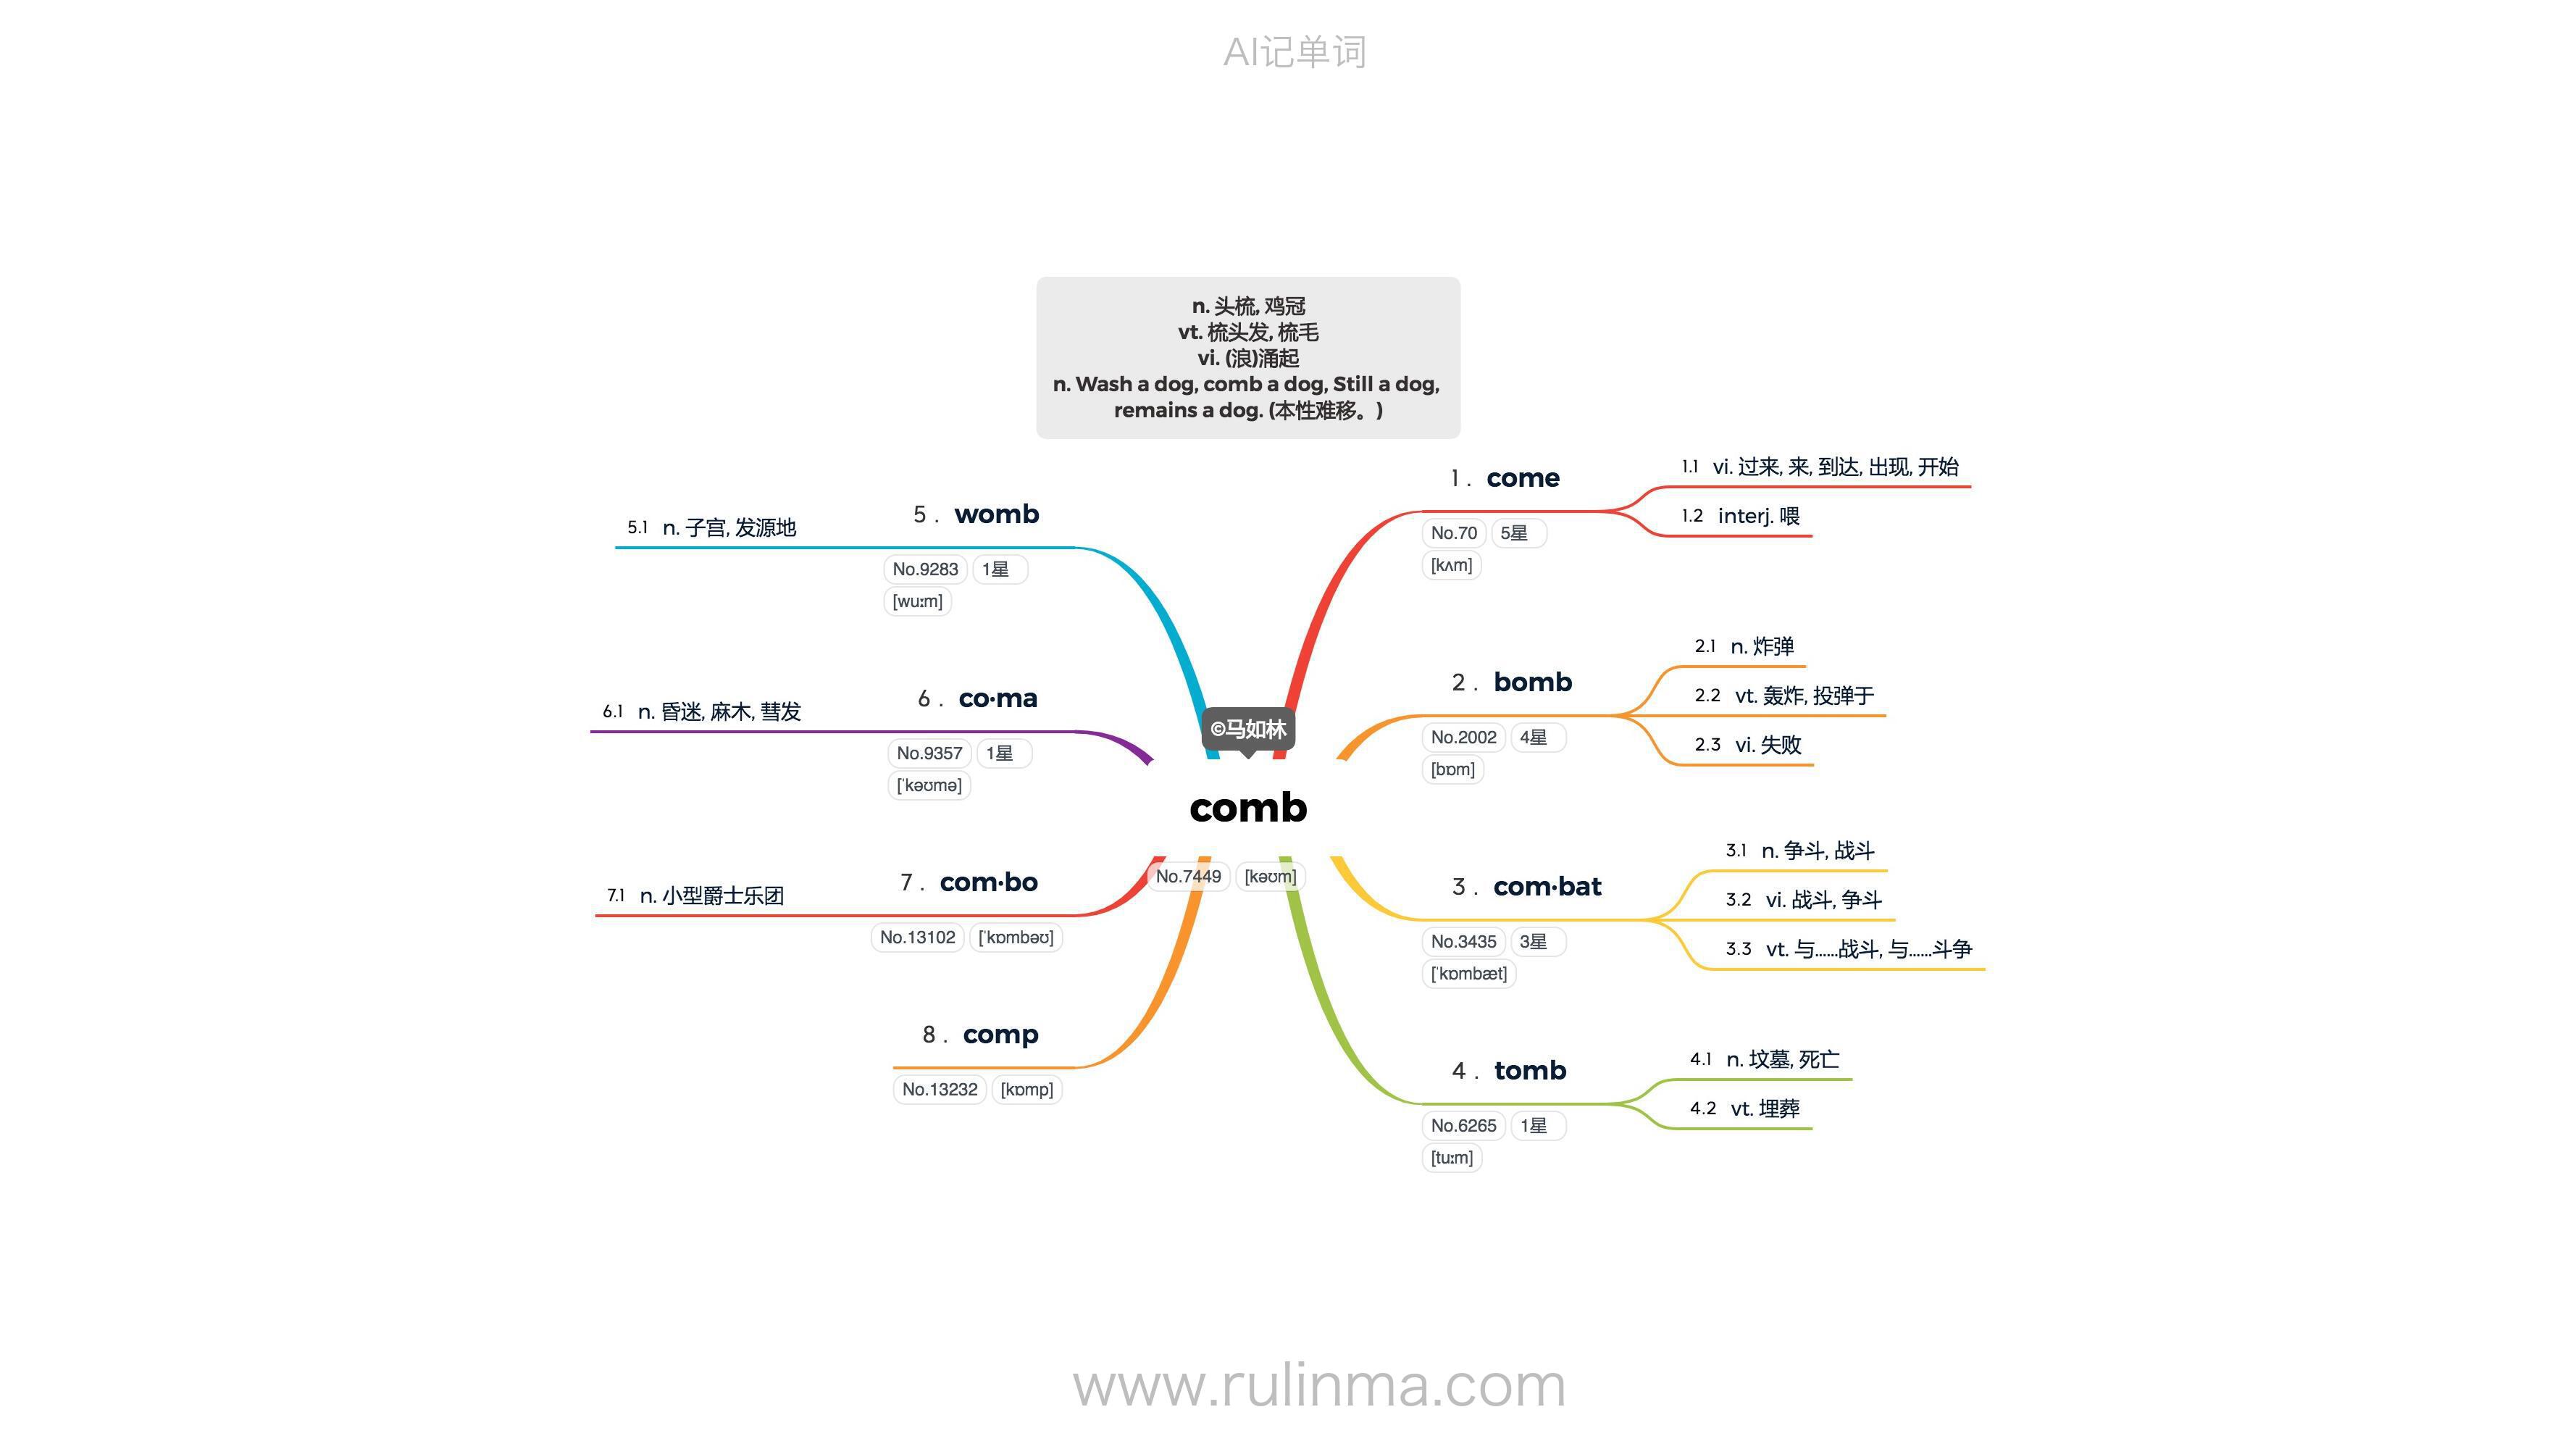 AI记单词
n. 头梳, 鸡冠
vt. 梳头发, 梳毛
vi. (浪)涌起
n. Wash a dog, comb a dog, Still a dog,
remains a dog. (本性难移。)
©马如林
comb
No.7449 [kəʊm]
1 . come
No.70 5星
[kʌm]
1.1 vi. 过来, 来, 到达, 出现, 开始
1.2 interj. 喂
2 . bomb
No.2002 4星
[bɒm]
2.1 n. 炸弹
2.2 vt. 轰炸, 投弹于
2.3 vi. 失败
3 . com·bat
No.3435 3星
[ˈkɒmbæt]
3.1 n. 争斗, 战斗
3.2 vi. 战斗, 争斗
3.3 vt. 与......战斗, 与......斗争
4 . tomb
No.6265 1星
[tuːm]
4.1 n. 坟墓, 死亡
4.2 vt. 埋葬
5 . womb
No.9283 1星
[wuːm]
5.1 n. 子宫, 发源地
6 . co·ma
No.9357 1星
[ˈkəʊmə]
6.1 n. 昏迷, 麻木, 彗发
7 . com·bo
No.13102 [ˈkɒmbəʊ]
7.1 n. 小型爵士乐团
8 . comp
No.13232 [kɒmp]
www.rulinma.com